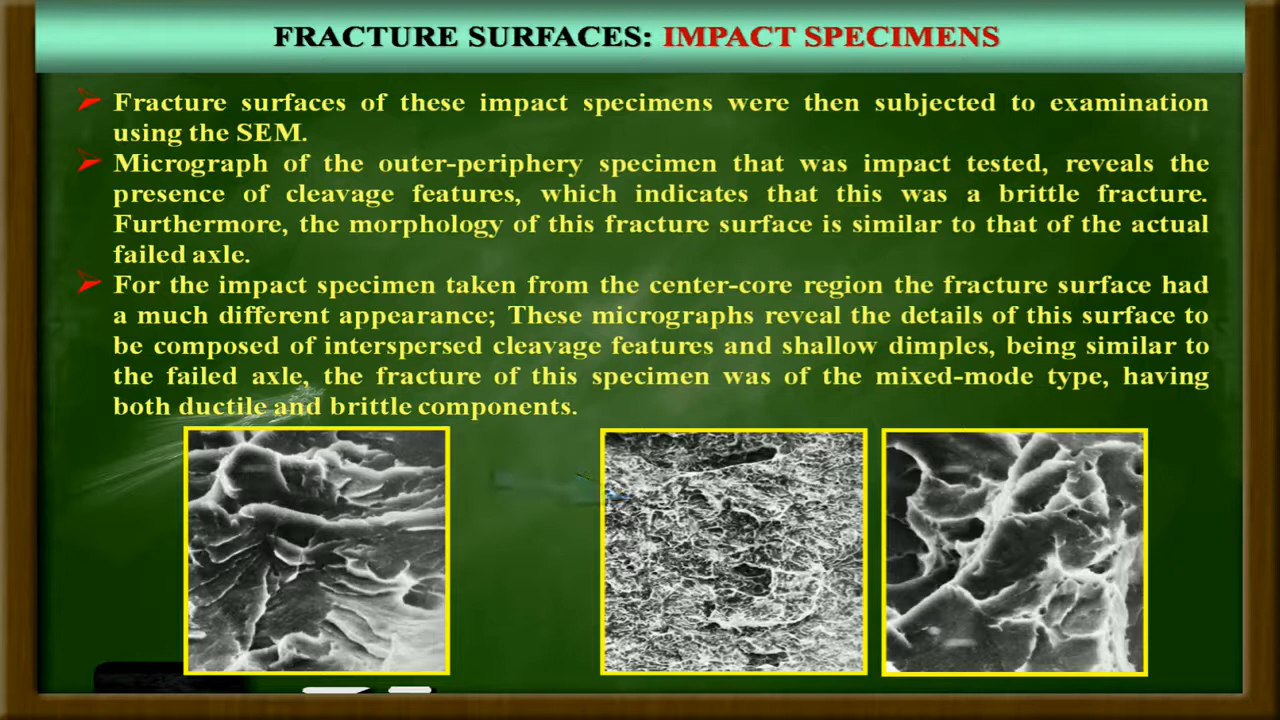 FRACTURE SURFACES: IMPACT SPECIMENS
Fracture surfaces of these impact specimens were then subjected to examination
using the SEM.
Micrograph of the outer-periphery specimen that was impact tested, reveals the
presence of cleavage features, which indicates that this was a brittle fracture.
Furthermore, the morphology of this fracture surface is similar to that of the actual
failed axle.
For the impact specimen taken from the center-core region the fracture surface had
a much different appearance; These micrographs reveal the details of this surface to
be composed of interspersed cleavage features and shallow dimples, being similar to
the failed axle, the fracture of this specimen was of the mixed-mode type, having
both ductile and brittle components.